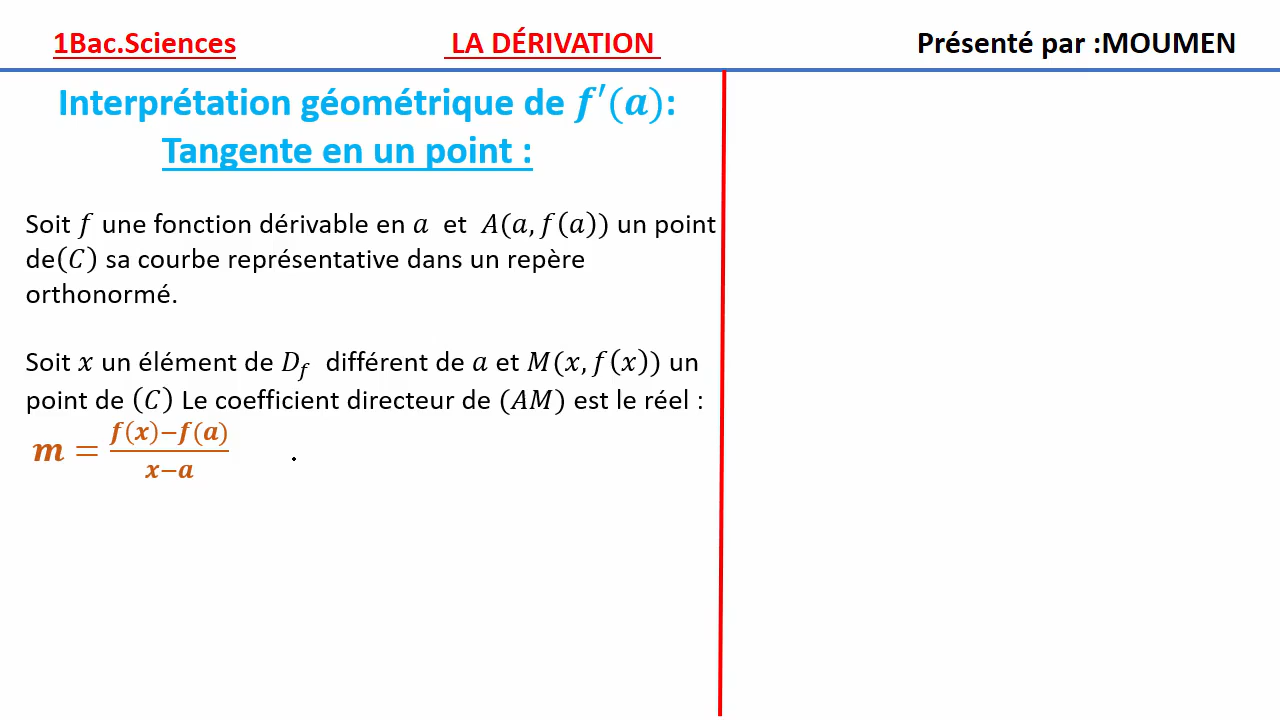 1Bac.Sciences LA DÉRIVATION Présenté par :MOUMEN
Interprétation géométrique de f′(a):
Tangente en un point :
Soit f une fonction dérivable en a et A(a, f(a)) un point
de(C) sa courbe représentative dans un repère
orthonormé.
Soit x un élément de D_f différent de a et M(x, f(x)) un
point de (C) Le coefficient directeur de (AM) est le réel :
m = \frac{f(x)−f(a)}{x−a} .